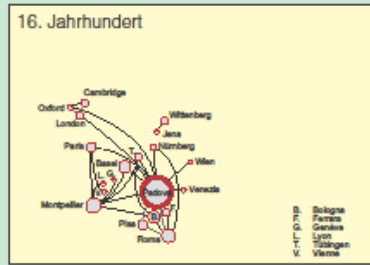 16. Jahrhundert
Cambridge
Oxford
London
Wittenberg
Jena
Paris
Nürnberg
T.
Basel
Wien
L. G.
V.
Padova
Venezia
Montpellier
B.
Pisa
Roma
B. Bologna
F. Ferrara
G. Genève
L. Lyon
T. Tübingen
V. Vienne